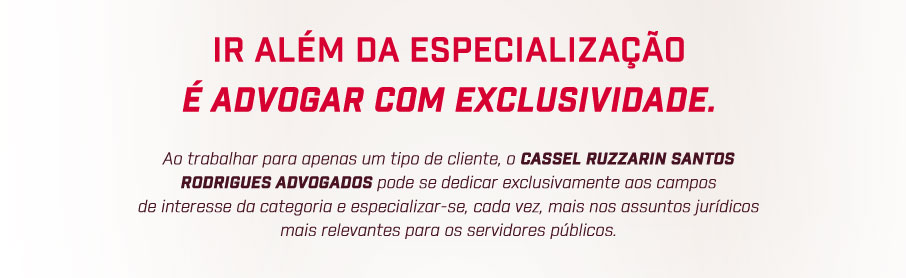 IR ALÉM DA ESPECIALIZAÇÃO
É ADVOGAR COM EXCLUSIVIDADE.
Ao trabalhar para apenas um tipo de cliente, o CASSEL RUZZARIN SANTOS
RODRIGUES ADVOGADOS pode se dedicar exclusivamente aos campos
de interesse da categoria e especializar-se, cada vez, mais nos assuntos jurídicos
mais relevantes para os servidores públicos.